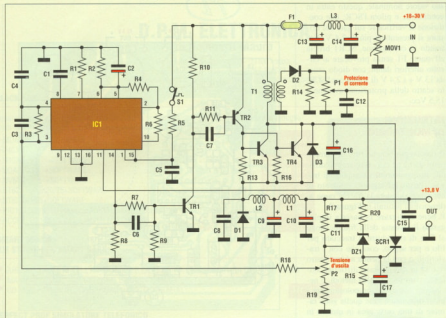 F1
L3
+18-30 V
C13
C14
MDV1
IN
C4
C1
R1
R2
C2
R4
S1
R10
D2
T1
R14
P1
Protezione di corrente
C12
R11
TR2
C7
R5
R6
C3
R3
IC1
TR3
TR4
D3
C16
R13
R16
C5
4
3
8
7
6
5
2
10
9
12
13
16
14
11
1
15
R7
C6
R8
R9
TR1
C8
D1
L2
C9
L1
C10
R17
C11
R20
C15
+13,8 V
OUT
DZ1
SCR1
R18
Tensione d'uscita
P2
R19
R15
C17